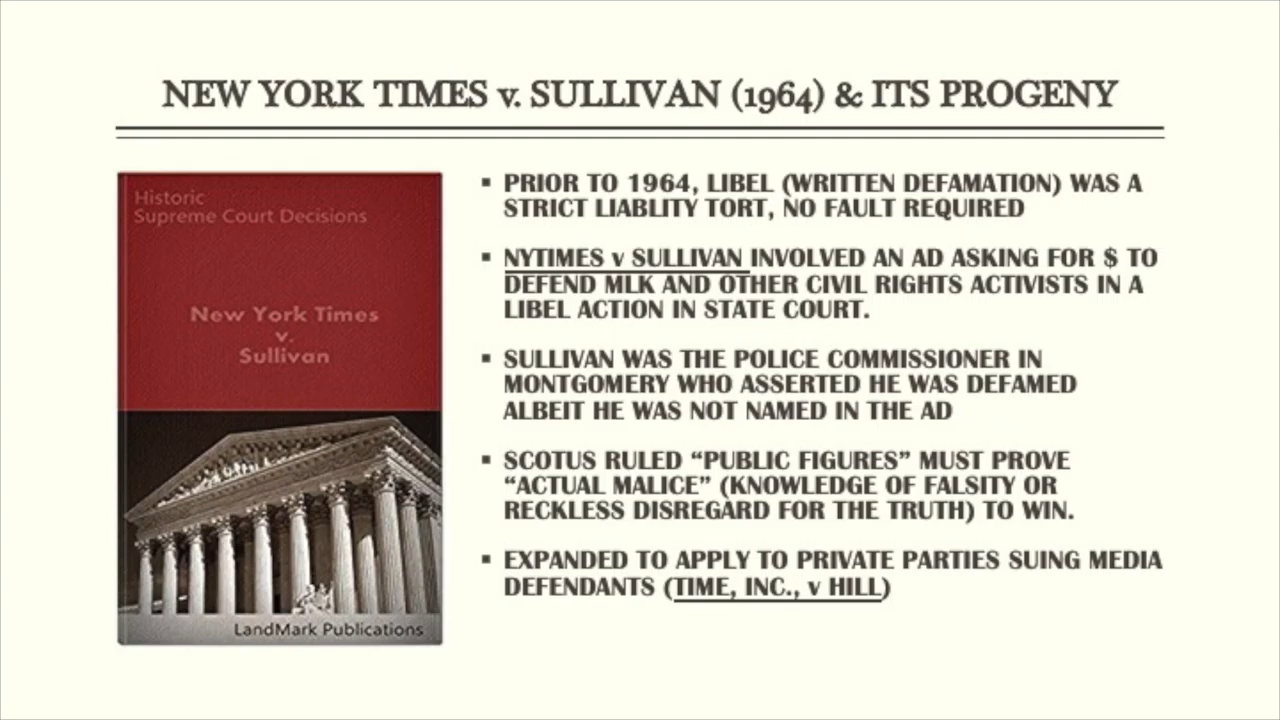 NEW YORK TIMES v. SULLIVAN (1964) & ITS PROGENY
Historic
Supreme Court Decisions
New York Times
v.
Sullivan
LandMark Publications
▪ PRIOR TO 1964, LIBEL (WRITTEN DEFAMATION) WAS A
STRICT LIABLITY TORT, NO FAULT REQUIRED
▪ NYTIMES v SULLIVAN INVOLVED AN AD ASKING FOR $ TO
DEFEND MLK AND OTHER CIVIL RIGHTS ACTIVISTS IN A
LIBEL ACTION IN STATE COURT.
▪ SULLIVAN WAS THE POLICE COMMISSIONER IN
MONTGOMERY WHO ASSERTED HE WAS DEFAMED
ALBEIT HE WAS NOT NAMED IN THE AD
▪ SCOTUS RULED “PUBLIC FIGURES” MUST PROVE
“ACTUAL MALICE” (KNOWLEDGE OF FALSITY OR
RECKLESS DISREGARD FOR THE TRUTH) TO WIN.
▪ EXPANDED TO APPLY TO PRIVATE PARTIES SUING MEDIA
DEFENDANTS (TIME, INC., v HILL)